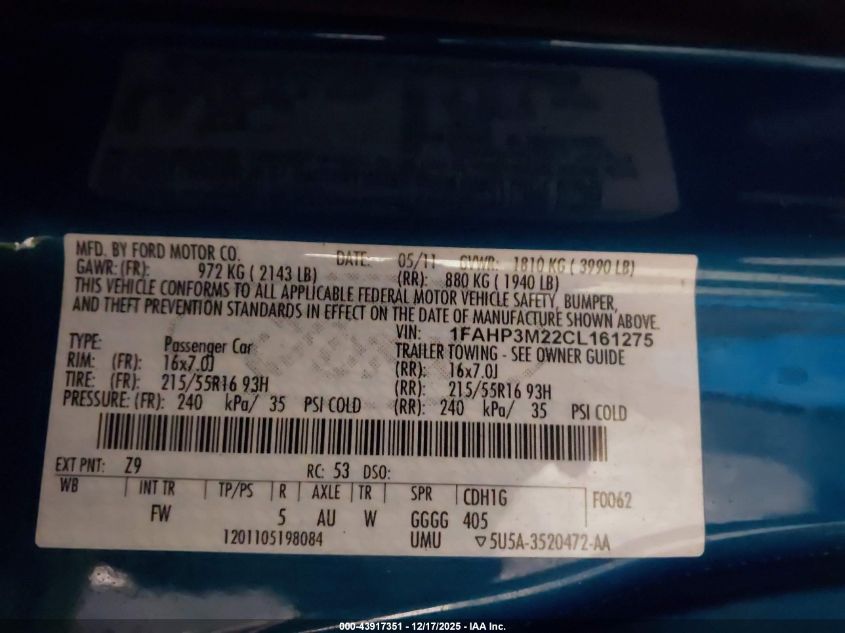 MFD. BY FORD MOTOR CO. DATE: 05/11 GVWR: 1810 KG ( 3990 LB)
GAWR: (FR): 972 KG ( 2143 LB) (RR): 880 KG ( 1940 LB)
THIS VEHICLE CONFORMS TO ALL APPLICABLE FEDERAL MOTOR VEHICLE SAFETY, BUMPER,
AND THEFT PREVENTION STANDARDS IN EFFECT ON THE DATE OF MANUFACTURE SHOWN ABOVE.
VIN: 1FAHP3M22CL161275
TYPE: Passenger Car TRAILER TOWING - SEE OWNER GUIDE
RIM: (FR): 16x7.0J (RR): 16x7.0J
TIRE: (FR): 215/55R16 93H (RR): 215/55R16 93H
PRESSURE: (FR): 240 kPa/ 35 PSI COLD (RR): 240 kPa/ 35 PSI COLD
EXT PNT: Z9 RC: 53 DSO:
WB INT TR TP/PS R AXLE TR SPR CDH1G F0062
FW 5 AU W GGGG 405
1201105198084 UMU ▽5U5A-3520472-AA
000-43917351 — 12/17/2025 — IAA Inc.